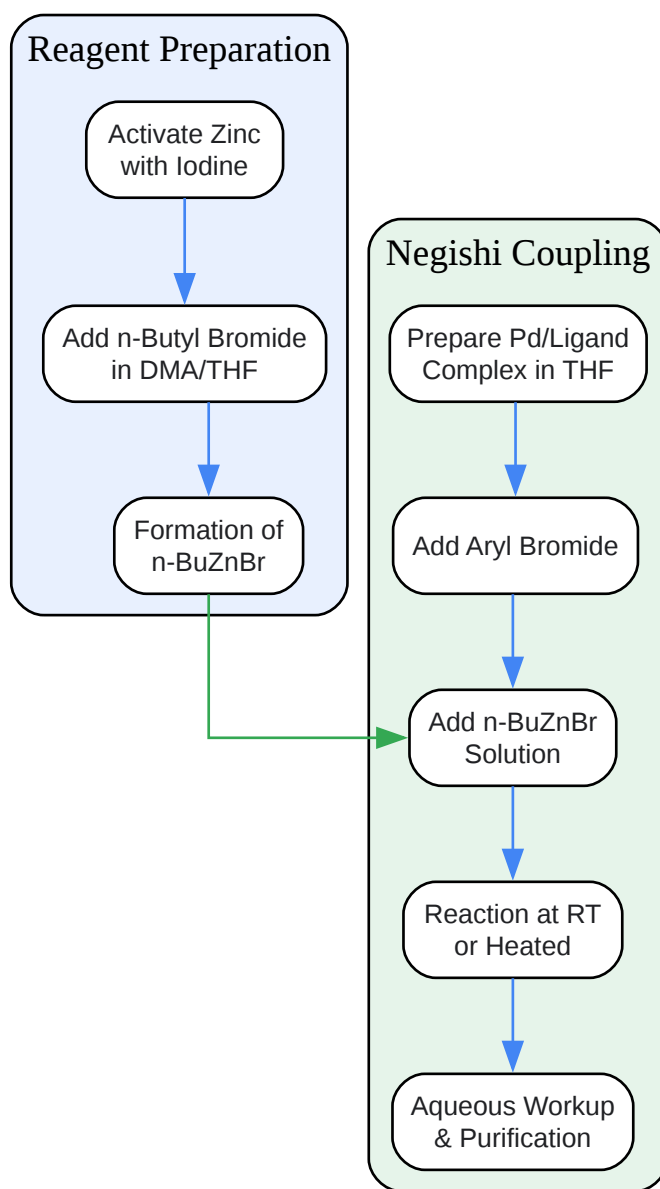 Reagent Preparation
Activate Zinc
with Iodine
Add n-Butyl Bromide
in DMA/THF
Formation of
n-BuZnBr
Negishi Coupling
Prepare Pd/Ligand
Complex in THF
Add Aryl Bromide
Add n-BuZnBr
Solution
Reaction at RT
or Heated
Aqueous Workup
& Purification